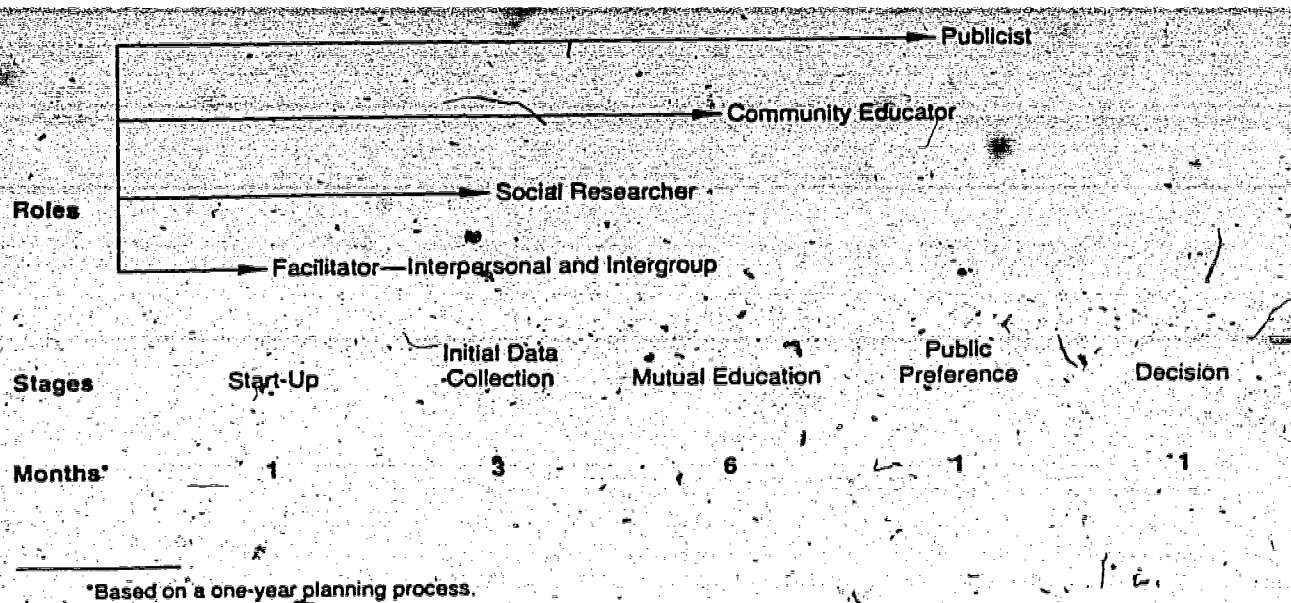 Publicist
Community Educator
Social Researcher
Roles
Facilitator—Interpersonal and Intergroup
Stages
Start-Up
Initial Data
Collection
Mutual Education
Public
Preference
Decision
Months*
1
3
6
1
1
*Based on a one-year planning process.